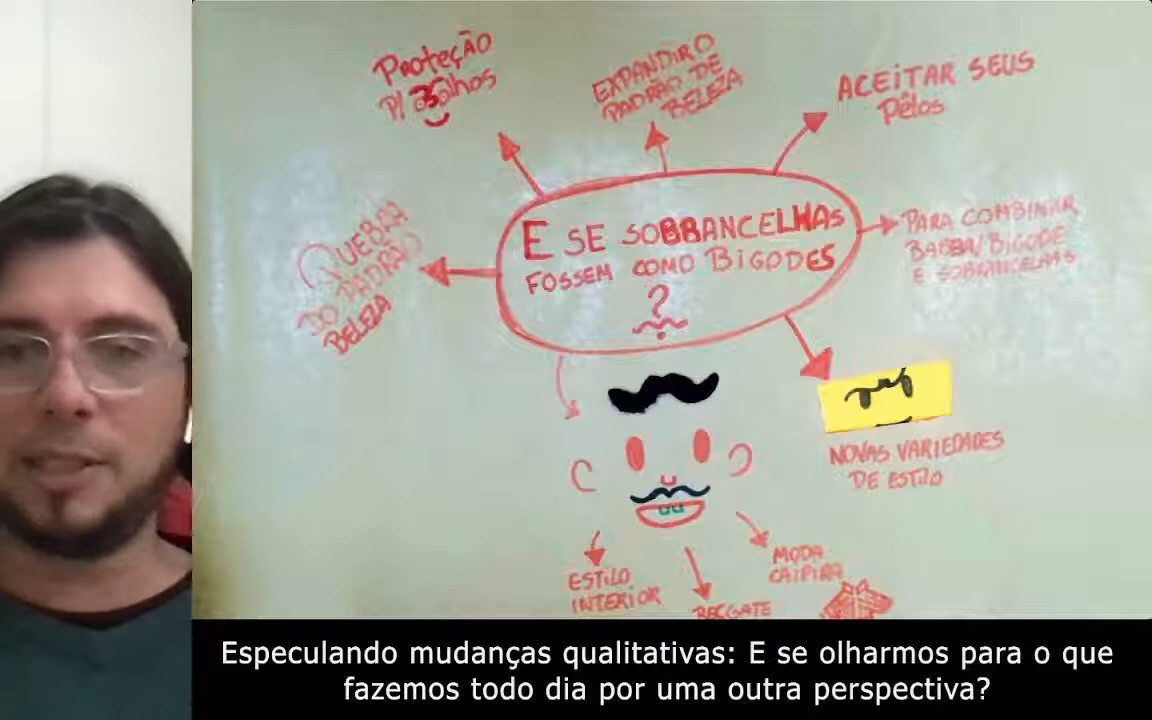 Proteção
P/ olhos
EXPANDIR O
PADRÃO DE
BELEZA
ACEITAR SEUS
Pêlos
QUEBRA
DO PADRÃO
BELEZA
E SE SOBRANCELHAS
FOSSEM COMO BIGODES
?
PARA COMBINAR
BARBA/BIGODE
E SOBRANCELHAS
NOVAS VARIEDADES
DE ESTILO
ESTILO
INTERIOR
RESGATE
MODA
CAIPIRA
Especulando mudanças qualitativas: E se olharmos para o que
fazemos todo dia por uma outra perspectiva?